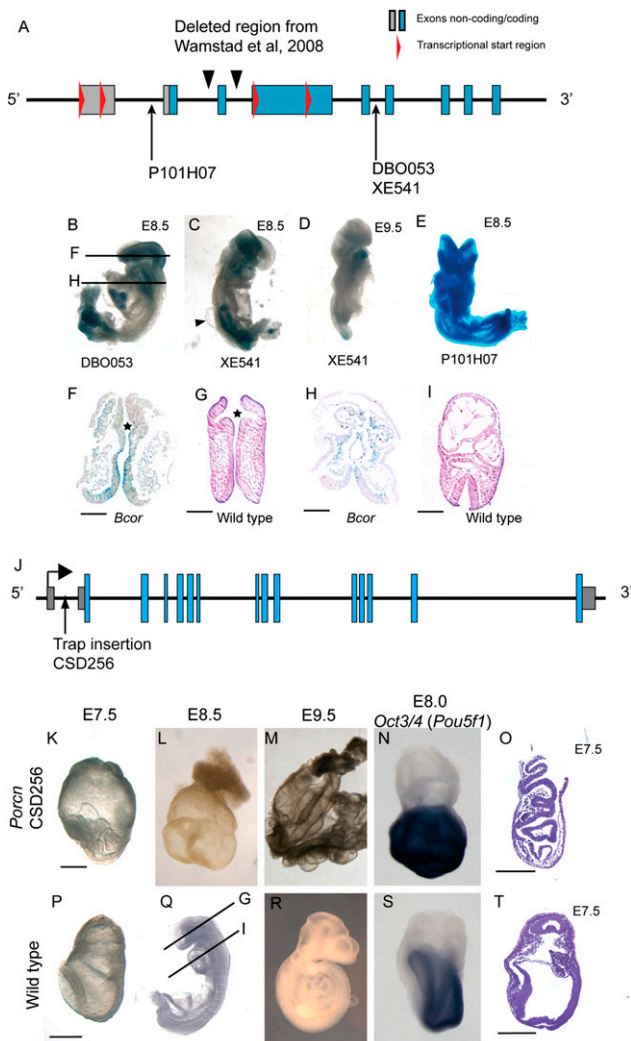 A
Deleted region from
Wamstad et al, 2008
Exons non-coding/coding
Transcriptional start region
5’
3’
P101H07
DBO053
XE541
B
E8.5
C
E8.5
D
E9.5
E
E8.5
F
H
DBO053
XE541
XE541
P101H07
F
G
H
I
Bcor
Wild type
Bcor
Wild type
J
5’
3’
Trap insertion
CSD256
E7.5
E8.5
E9.5
E8.0
Oct3/4 (Pou5f1)
Porcn
CSD256
K
L
M
N
O
E7.5
Wild type
P
Q
G
I
R
S
T
E7.5